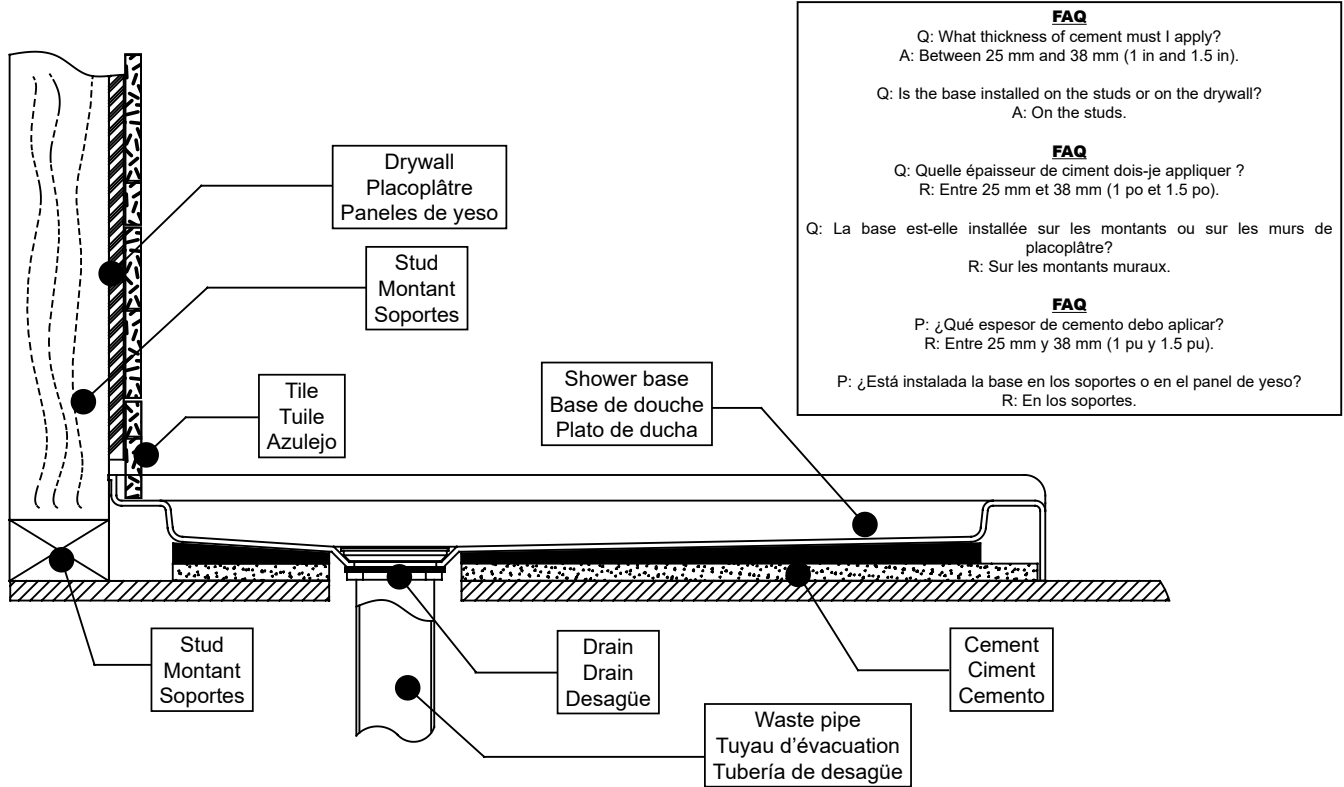 FAQ
Q: What thickness of cement must I apply?
A: Between 25 mm and 38 mm (1 in and 1.5 in).
Q: Is the base installed on the studs or on the drywall?
A: On the studs.
FAQ
Q: Quelle épaisseur de ciment dois-je appliquer ?
R: Entre 25 mm et 38 mm (1 po et 1.5 po).
Q: La base est-elle installée sur les montants ou sur les murs de
placoplâtre?
R: Sur les montants muraux.
FAQ
P: ¿Qué espesor de cemento debo aplicar?
R: Entre 25 mm y 38 mm (1 pu y 1.5 pu).
P: ¿Está instalada la base en los soportes o en el panel de yeso?
R: En los soportes.
Drywall
Placoplâtre
Paneles de yeso
Stud
Montant
Soportes
Tile
Tuile
Azulejo
Shower base
Base de douche
Plato de ducha
Stud
Montant
Soportes
Drain
Drain
Desagüe
Cement
Ciment
Cemento
Waste pipe
Tuyau d’évacuation
Tubería de desagüe